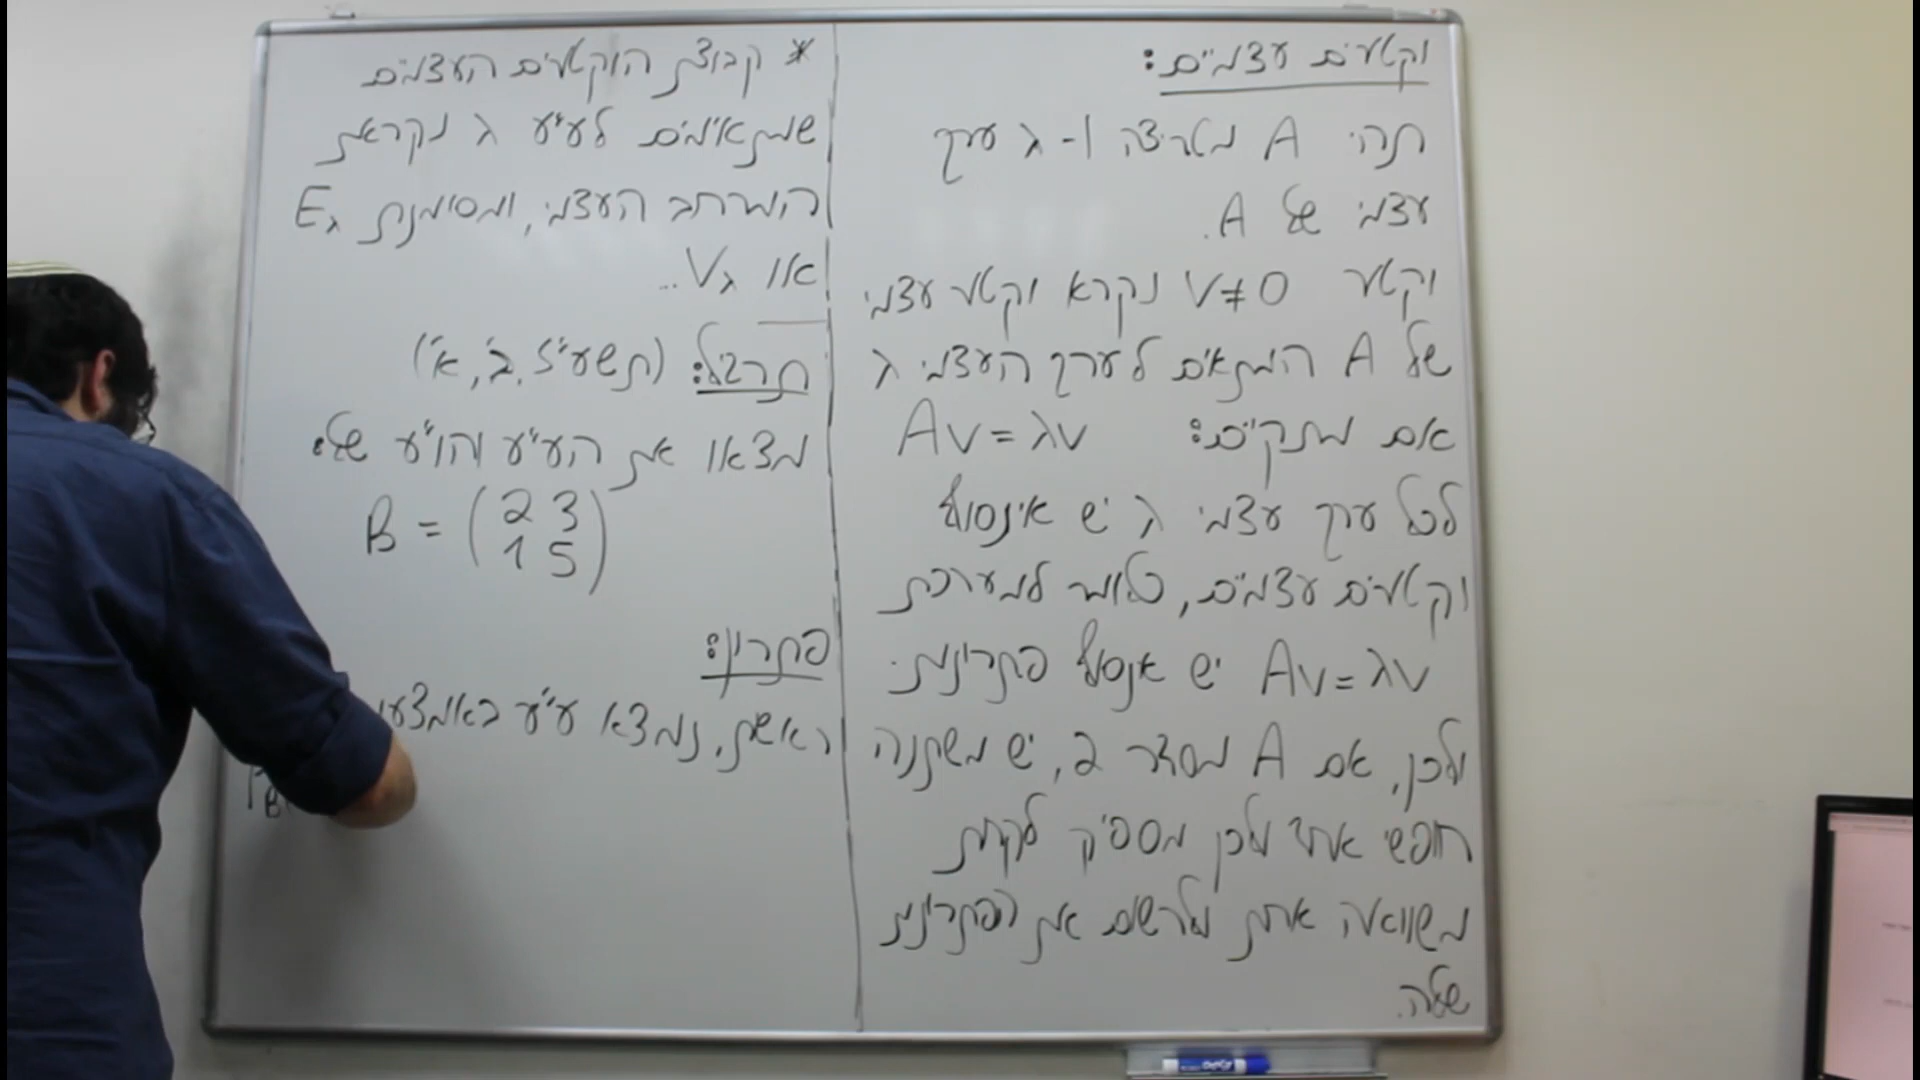 וקטורים עצמיים:
תהי A מטריצה ו- λ ערך
עצמי של A.
וקטור v≠0 נקרא וקטור עצמי
של A המתאים לערך העצמי λ
אם מתקיים: Av=λv
לכל ערך עצמי λ יש אינסוף
וקטורים עצמיים, כלומר למערכת
Av=λv יש אינסוף פתרונות.
ולכן, אם A מסדר 2, יש משתנה
חופשי אחד ולכן מספיק לקחת
משוואה אחת ולרשום את הפתרונות
שלה.
* קבוצת הוקטורים העצמיים
שמתאימים לע"ע λ נקראת
המרחב העצמי, ומסומנת Eλ
או Vλ...
תרגיל: (תשע"ז, ב', א')
מצאו את הע"ע והו"ע של:
B = (2 3
1 5)
פתרון:
ראשית, נמצא ע"ע